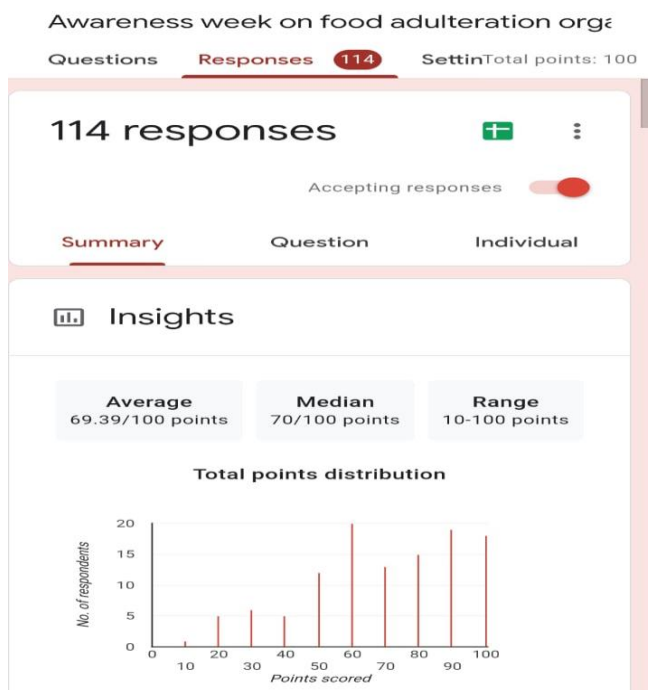 Awareness week on food adulteration orga
Questions Responses 114 SettinTotal points: 100
114 responses
Accepting responses
Summary Question Individual
Insights
Average Median Range
69.39/100 points 70/100 points 10-100 points
Total points distribution
No. of respondents
20
15
10
5
0
0 20 40 60 80 100
10 30 50 70 90
Points scored